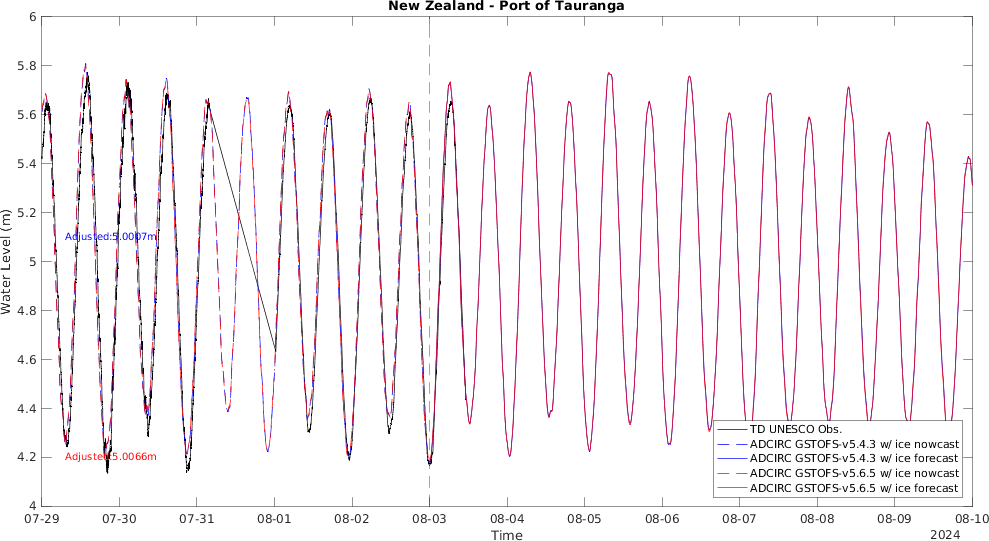 New Zealand - Port of Tauranga
6
5.8
5.6
5.4
5.2
5
4.8
4.6
4.4
4.2
4
Water Level (m)
Adjusted:5.0007m
Adjusted:5.0066m
TD UNESCO Obs.
ADCIRC GSTOFS-v5.4.3 w/ ice nowcast
ADCIRC GSTOFS-v5.4.3 w/ ice forecast
ADCIRC GSTOFS-v5.6.5 w/ ice nowcast
ADCIRC GSTOFS-v5.6.5 w/ ice forecast
07-29 07-30 07-31 08-01 08-02 08-03 08-04 08-05 08-06 08-07 08-08 08-09 08-10
Time
2024